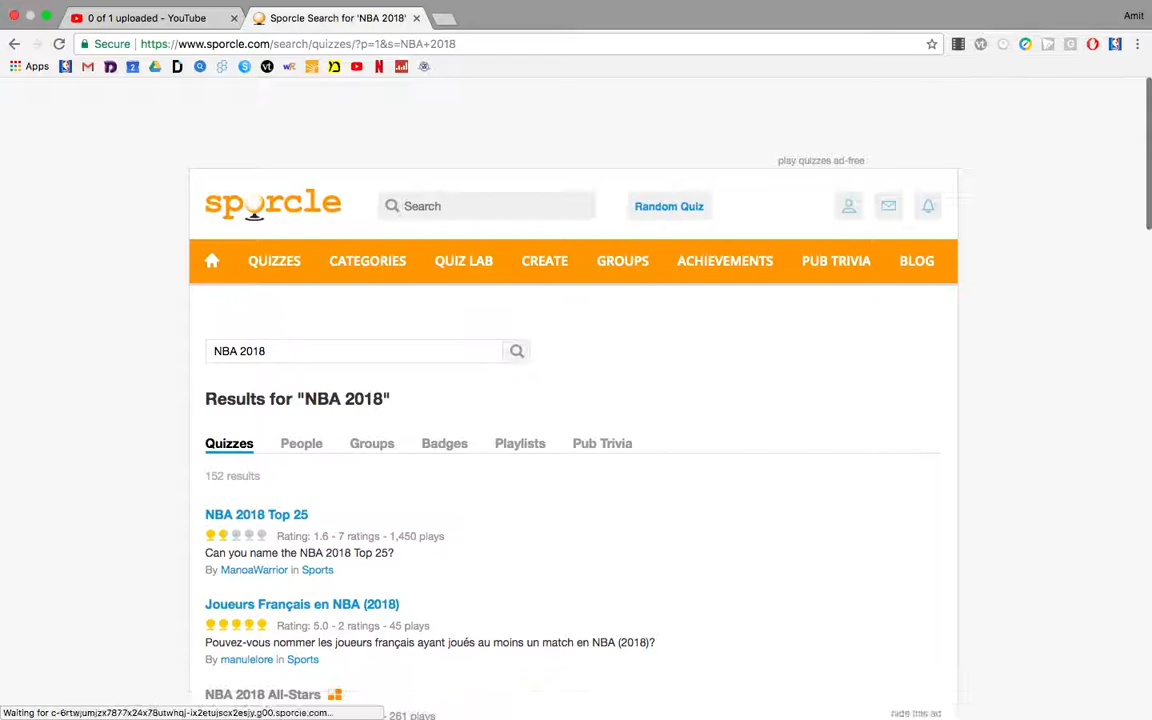 0 of 1 uploaded - YouTube
Sporcle Search for 'NBA 2018'
Amit
Secure https://www.sporcle.com/search/quizzes/?p=1&s=NBA+2018
Apps
play quizzes ad-free
sporcle
Search
Random Quiz
QUIZZES CATEGORIES QUIZ LAB CREATE GROUPS ACHIEVEMENTS PUB TRIVIA BLOG
NBA 2018
Results for "NBA 2018"
Quizzes People Groups Badges Playlists Pub Trivia
152 results
NBA 2018 Top 25
Rating: 1.6 - 7 ratings - 1,450 plays
Can you name the NBA 2018 Top 25?
By ManoaWarrior in Sports
Joueurs Français en NBA (2018)
Rating: 5.0 - 2 ratings - 45 plays
Pouvez-vous nommer les joueurs français ayant joués au moins un match en NBA (2018)?
By manulelore in Sports
NBA 2018 All-Stars
261 plays
hide this ad